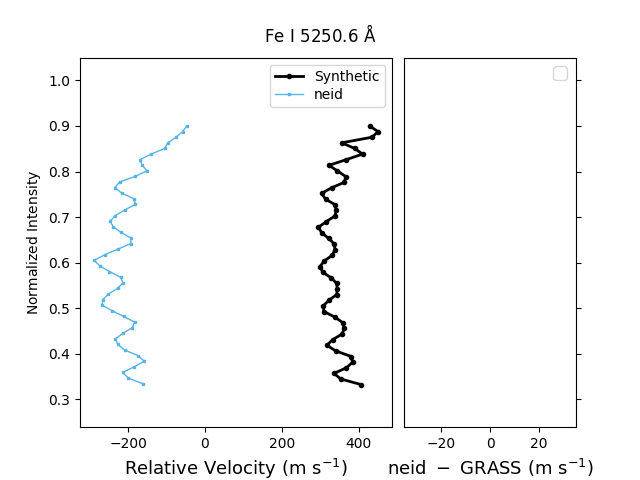 Fe I 5250.6 Å
Synthetic
neid
1.0
0.9
0.8
0.7
0.6
0.5
0.4
0.3
Normalized Intensity
−200 0 200 400
−20 0 20
Relative Velocity (m s⁻¹)
neid − GRASS (m s⁻¹)